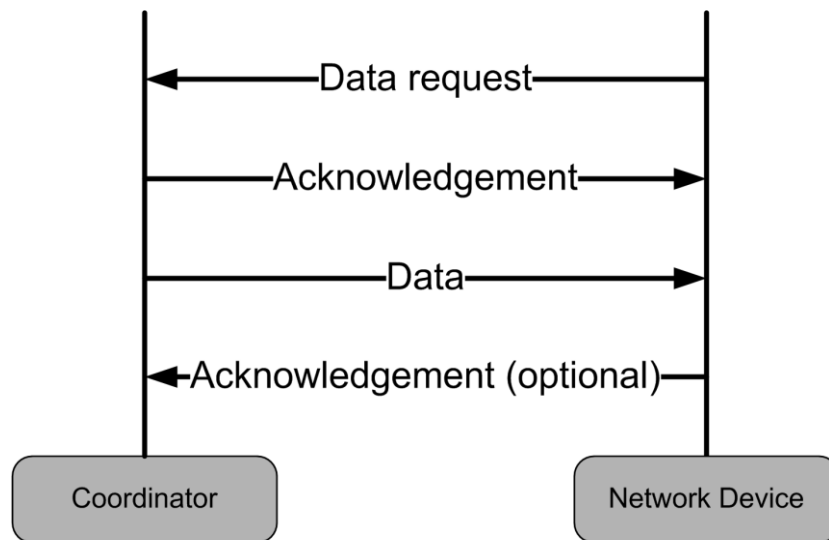 Data request
Acknowledgement
Data
Acknowledgement (optional)
Coordinator
Network Device